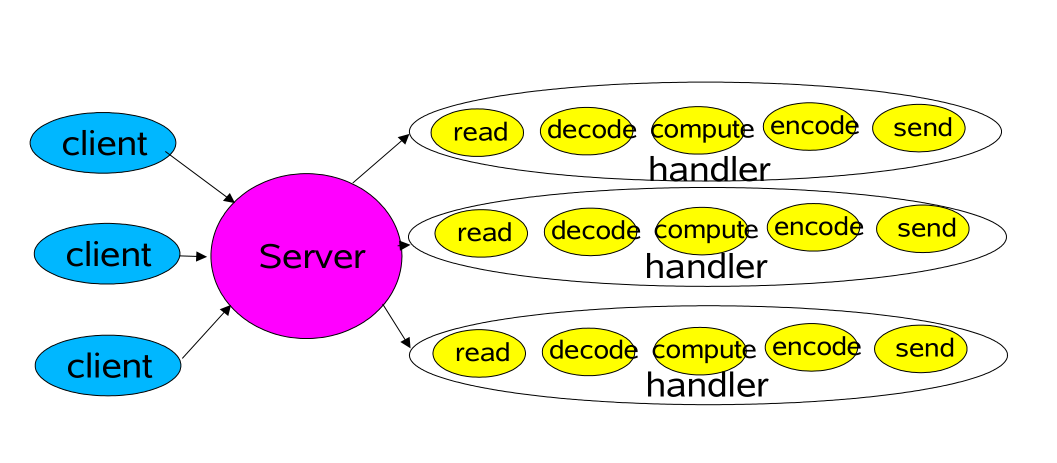 client
client
client
Server
read decode compute encode send
handler
read decode compute encode send
handler
read decode compute encode send
handler